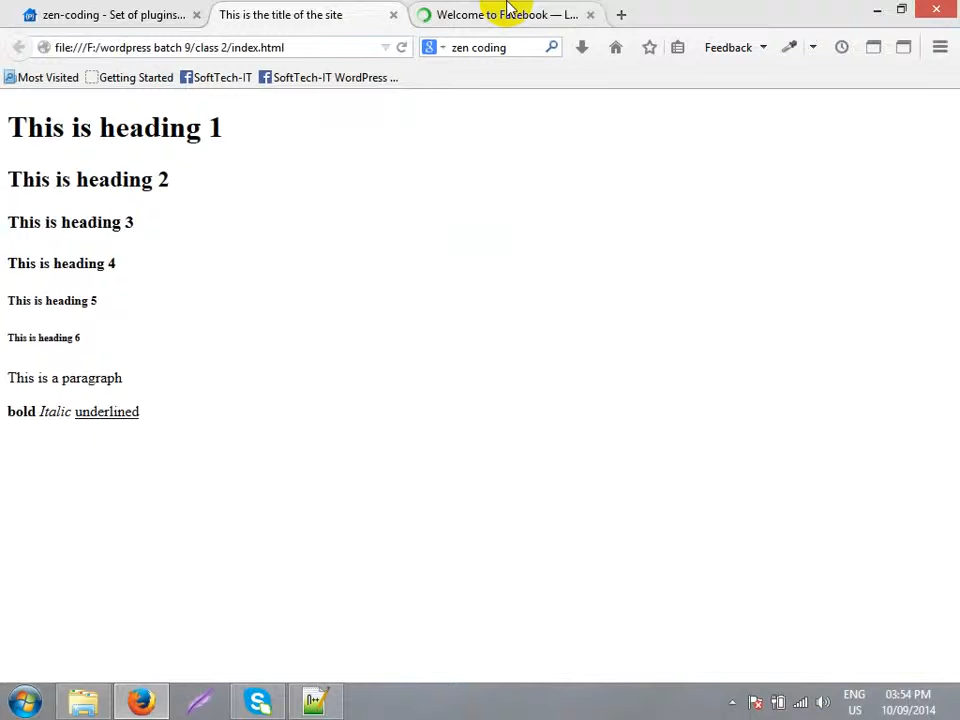 zen-coding - Set of plugins...
This is the title of the site
Welcome to Facebook — L...
file:///F:/wordpress batch 9/class 2/index.html
zen coding
Feedback
Most Visited
Getting Started
SoftTech-IT
SoftTech-IT WordPress ...
This is heading 1
This is heading 2
This is heading 3
This is heading 4
This is heading 5
This is heading 6
This is a paragraph
bold Italic underlined
ENG
US
03:54 PM
10/09/2014